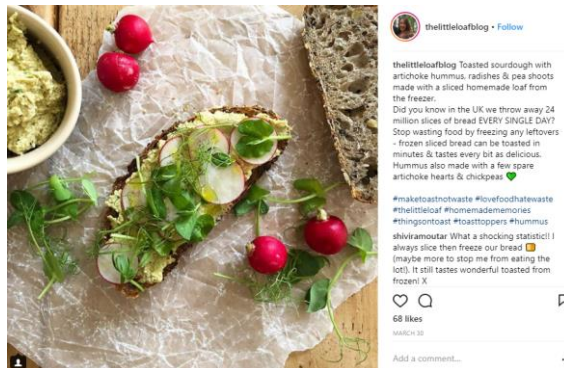 thelittleloafblog • Follow
thelittleloafblog Toasted sourdough with
artichoke hummus, radishes & pea shoots
made with a sliced homemade loaf from
the freezer.
Did you know in the UK we throw away 24
million slices of bread EVERY SINGLE DAY?
Stop wasting food by freezing any leftovers
- frozen sliced bread can be toasted in
minutes & tastes every bit as delicious.
Hummus also made with a few spare
artichoke hearts & chickpeas 💚
#maketoastnotwaste #lovefoodhatewaste
#thelittleloaf #homemadememories
#thingsontoast #toasttoppers #hummus
shiviramoutar What a shocking statistic!! I
always slice then freeze our bread 🍞
(maybe more to stop me from eating the
lot!). It still tastes wonderful toasted from
frozen! X
68 likes
MARCH 30
Add a comment...